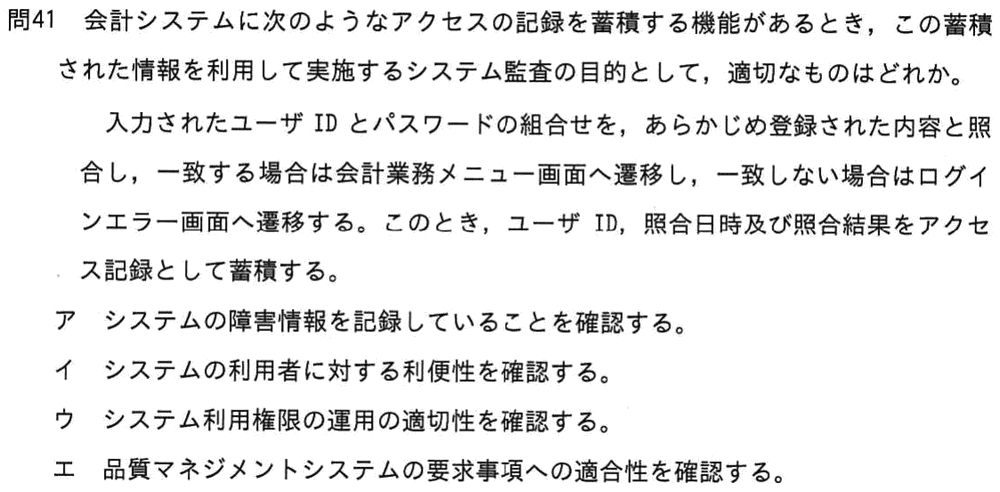 問41 会計システムに次のようなアクセスの記録を蓄積する機能があるとき，この蓄積
された情報を利用して実施するシステム監査の目的として，適切なものはどれか。
入力されたユーザ ID とパスワードの組合せを，あらかじめ登録された内容と照
合し，一致する場合は会計業務メニュー画面へ遷移し，一致しない場合はログイ
ンエラー画面へ遷移する。このとき，ユーザ ID，照合日時及び照合結果をアクセ
ス記録として蓄積する。
ア システムの障害情報を記録していることを確認する。
イ システムの利用者に対する利便性を確認する。
ウ システム利用権限の運用の適切性を確認する。
エ 品質マネジメントシステムの要求事項への適合性を確認する。